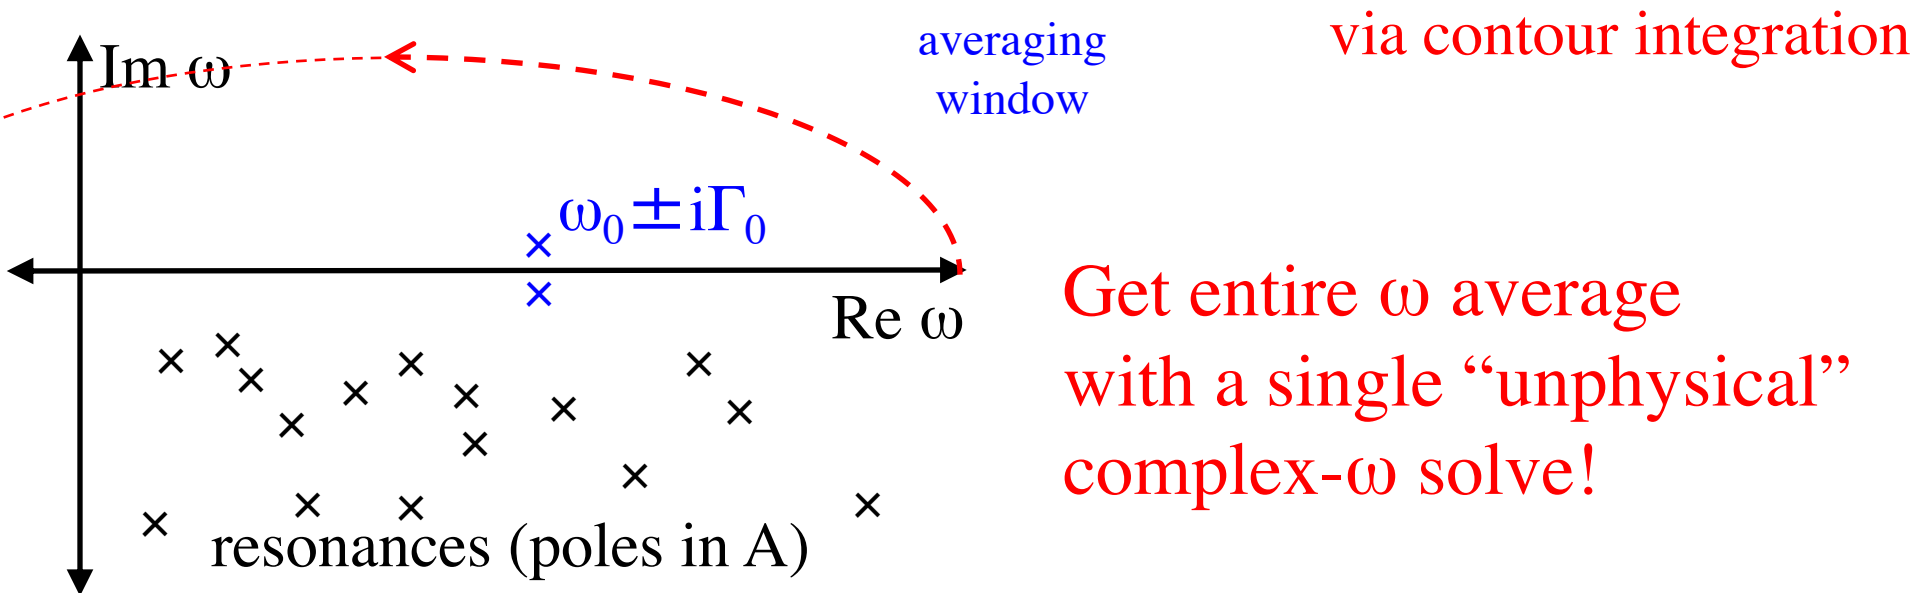 averaging
window
via contour integration
Im ω
ω₀ ± iΓ₀
Re ω
Get entire ω average
with a single “unphysical”
complex-ω solve!
resonances (poles in A)